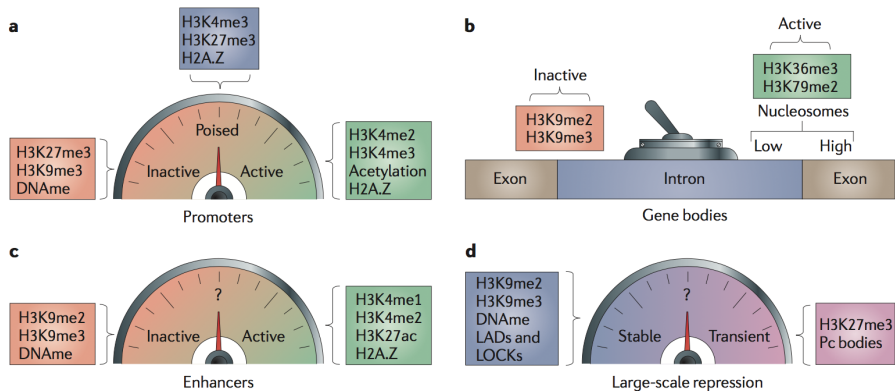 a
H3K4me3
H3K27me3
H2A.Z
Poised
H3K27me3
H3K9me3
DNAme
Inactive
Active
H3K4me2
H3K4me3
Acetylation
H2A.Z
Promoters
b
Active
H3K36me3
H3K79me2
Inactive
H3K9me2
H3K9me3
Nucleosomes
Low
High
Exon
Intron
Exon
Gene bodies
c
?
H3K9me2
H3K9me3
DNAme
Inactive
Active
H3K4me1
H3K4me2
H3K27ac
H2A.Z
Enhancers
d
H3K9me2
H3K9me3
DNAme
LADs and
LOCKs
?
Stable
Transient
H3K27me3
Pc bodies
Large-scale repression